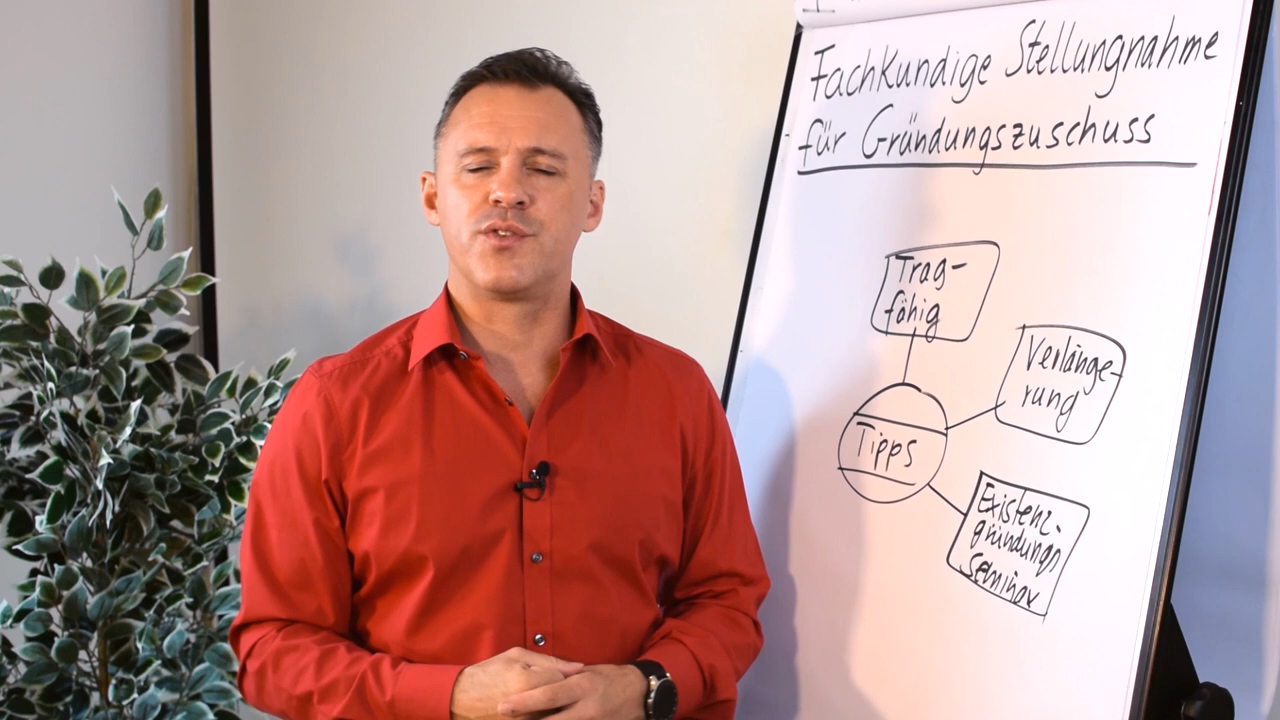 Fachkundige Stellungnahme
für Gründungszuschuss
Trag-
fähig
Verlänge-
rung
Tipps
Existenz-
gründungs
Seminar